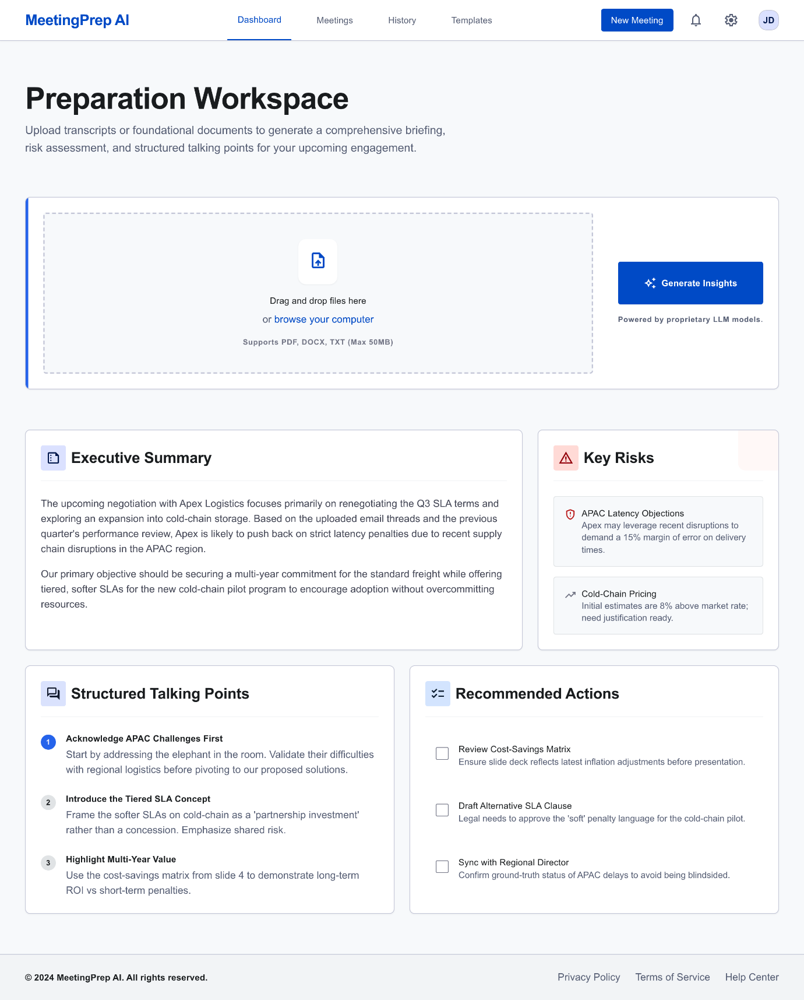 MeetingPrep AI
Dashboard
Meetings
History
Templates
New Meeting
JD
Preparation Workspace
Upload transcripts or foundational documents to generate a comprehensive briefing,
risk assessment, and structured talking points for your upcoming engagement.
Drag and drop files here
or browse your computer
Supports PDF, DOCX, TXT (Max 50MB)
Generate Insights
Powered by proprietary LLM models.
Executive Summary
The upcoming negotiation with Apex Logistics focuses primarily on renegotiating the Q3 SLA terms and
exploring an expansion into cold-chain storage. Based on the uploaded email threads and the previous
quarter's performance review, Apex is likely to push back on strict latency penalties due to recent supply
chain disruptions in the APAC region.
Our primary objective should be securing a multi-year commitment for the standard freight while offering
tiered, softer SLAs for the new cold-chain pilot program to encourage adoption without overcommitting
resources.
Key Risks
APAC Latency Objections
Apex may leverage recent disruptions to
demand a 15% margin of error on delivery
times.
Cold-Chain Pricing
Initial estimates are 8% above market rate;
need justification ready.
Structured Talking Points
1
Acknowledge APAC Challenges First
Start by addressing the elephant in the room. Validate their difficulties
with regional logistics before pivoting to our proposed solutions.
2
Introduce the Tiered SLA Concept
Frame the softer SLAs on cold-chain as a 'partnership investment'
rather than a concession. Emphasize shared risk.
3
Highlight Multi-Year Value
Use the cost-savings matrix from slide 4 to demonstrate long-term
ROI vs short-term penalties.
Recommended Actions
Review Cost-Savings Matrix
Ensure slide deck reflects latest inflation adjustments before presentation.
Draft Alternative SLA Clause
Legal needs to approve the 'soft' penalty language for the cold-chain pilot.
Sync with Regional Director
Confirm ground-truth status of APAC delays to avoid being blindsided.
© 2024 MeetingPrep AI. All rights reserved.
Privacy Policy
Terms of Service
Help Center